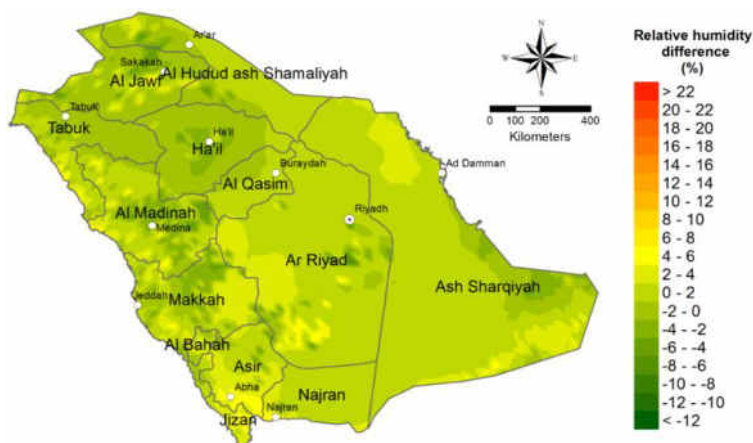 Ar'ar
Sakakah
Al Jawf
Al Hudud ash Shamaliyah
Tabuk
Tabuk
Ha'il
Ha'il
Buraydah
Al Qasim
Ad Damman
Al Madinah
Medina
Riyadh
Ar Riyad
Ash Sharqiyah
Jeddah
Makkah
Al Bahah
Asir
Abha
Najran
Najran
Jizan
N
W
E
S
0 100 200 400
Kilometers
Relative humidity
difference
(%)
> 22
20 - 22
18 - 20
16 - 18
14 - 16
12 - 14
10 - 12
8 - 10
6 - 8
4 - 6
2 - 4
0 - 2
-2 - 0
-4 - -2
-6 - -4
-8 - -6
-10 - -8
-12 - -10
< -12